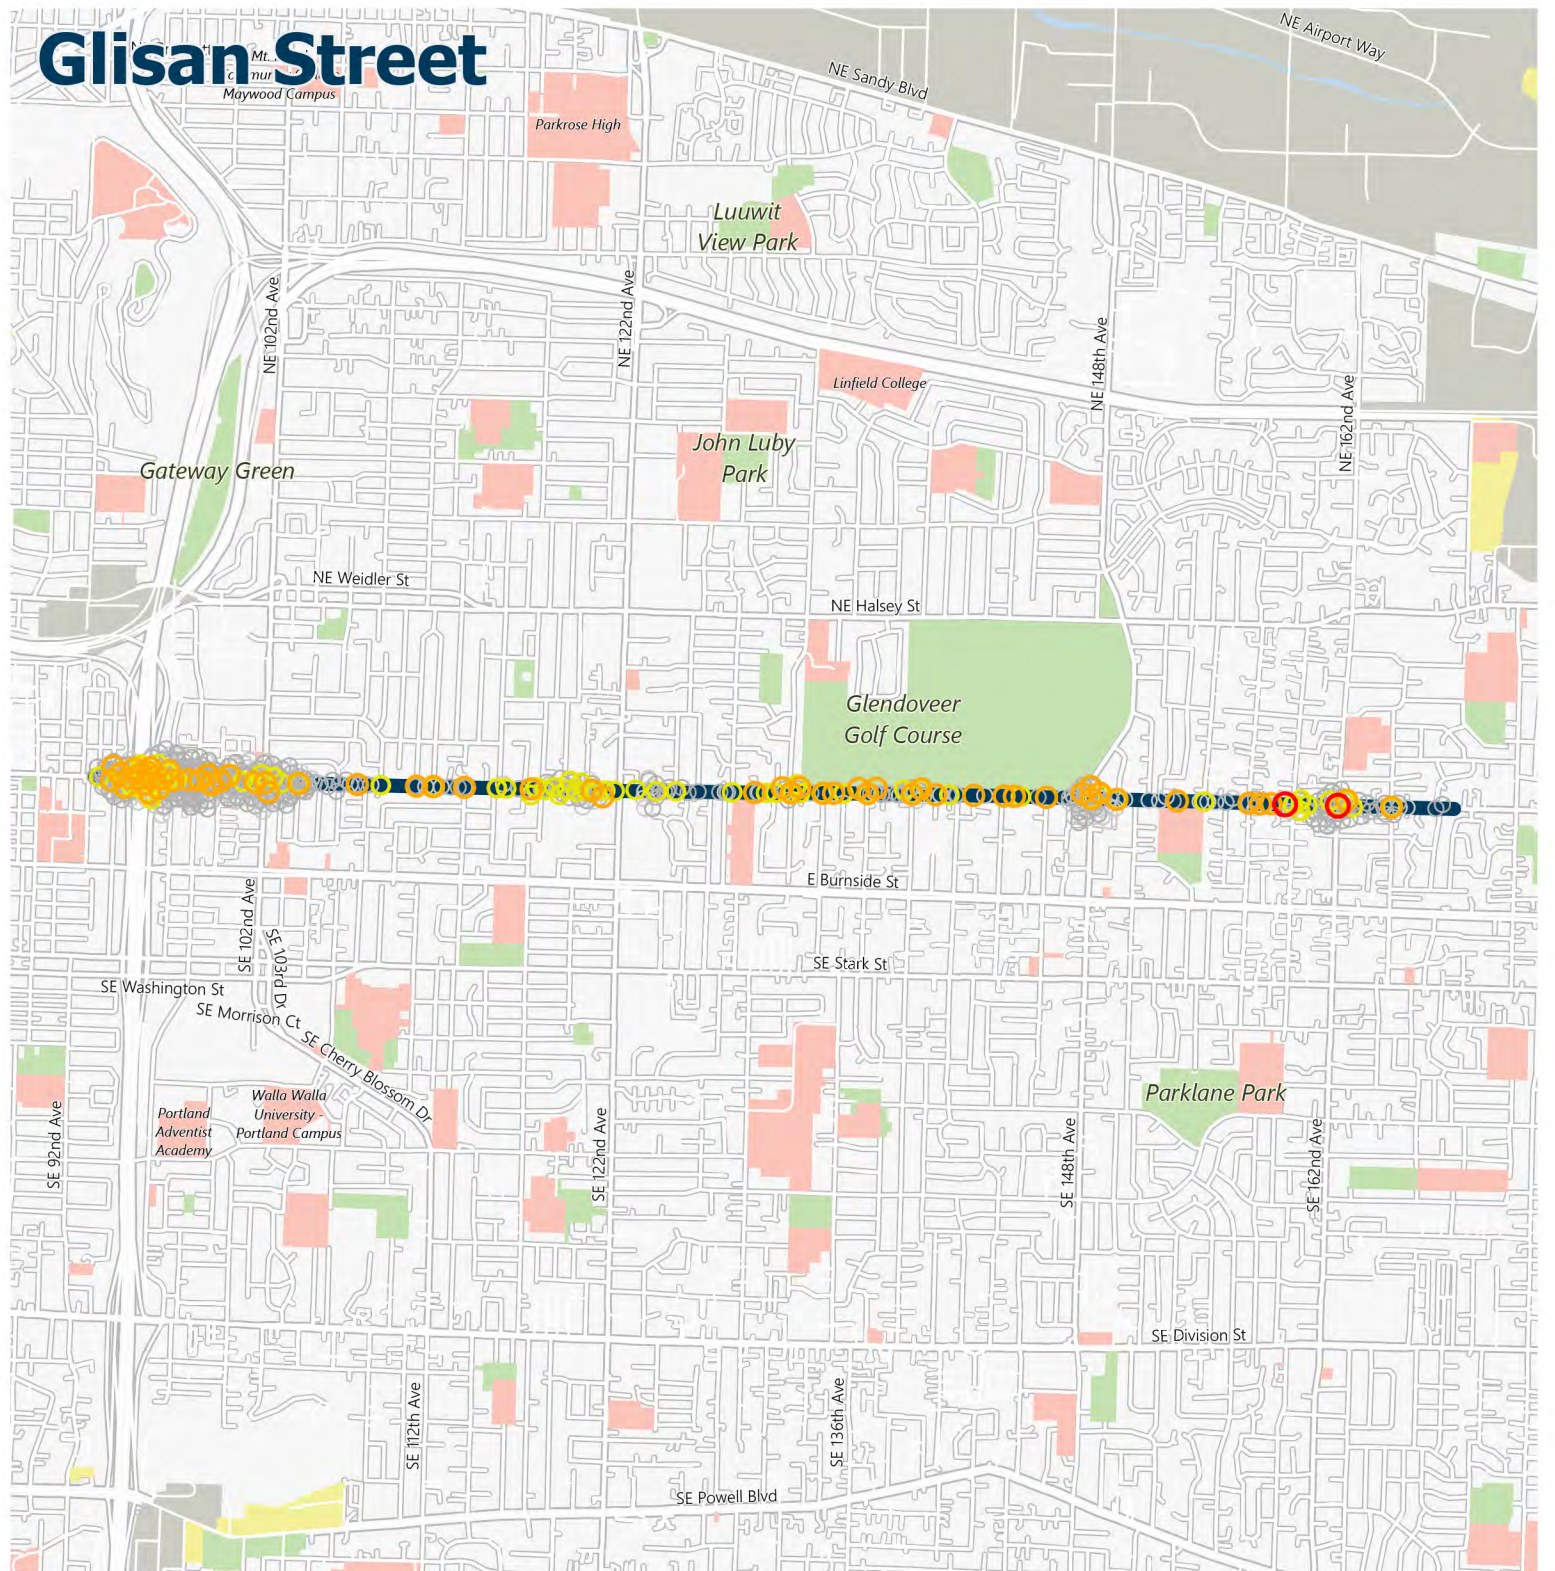 Glisan Street
Mt.
Maywood Campus
NE Airport Way
NE Sandy Blvd
Parkrose High
Luuwit
View Park
NE 102nd Ave
NE 122nd Ave
NE 148th Ave
NE 162nd Ave
Linfield College
John Luby
Park
Gateway Green
NE Weidler St
NE Halsey St
Glendoveer
Golf Course
E Burnside St
SE 102nd Ave
SE 103rd Dr
SE Stark St
SE Washington St
SE Morrison Ct
SE Cherry Blossom Dr
Walla Walla
University -
Portland Campus
Portland
Adventist
Academy
Parklane Park
SE 92nd Ave
SE 122nd Ave
SE 148th Ave
SE 162nd Ave
SE Division St
SE 112th Ave
SE 136th Ave
SE Powell Blvd